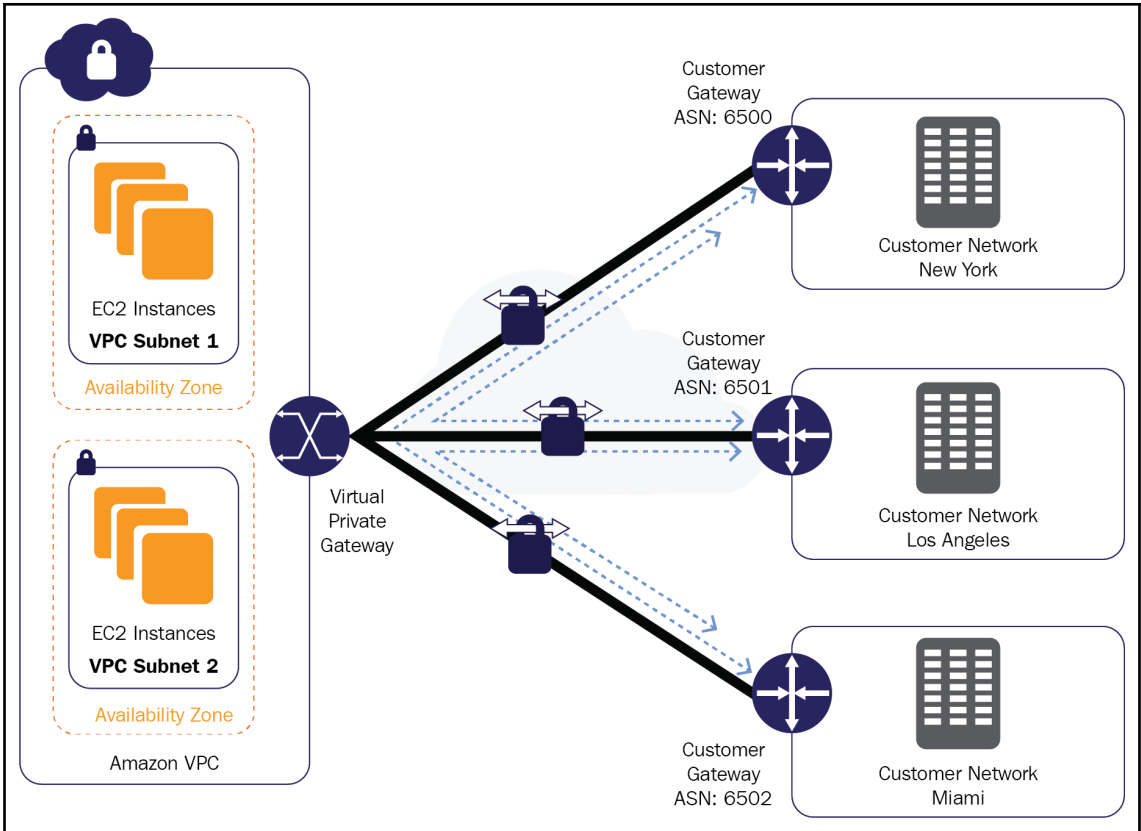 EC2 Instances
VPC Subnet 1
Availability Zone
EC2 Instances
VPC Subnet 2
Availability Zone
Amazon VPC
Virtual
Private
Gateway
Customer
Gateway
ASN: 6500
Customer Network
New York
Customer
Gateway
ASN: 6501
Customer Network
Los Angeles
Customer
Gateway
ASN: 6502
Customer Network
Miami